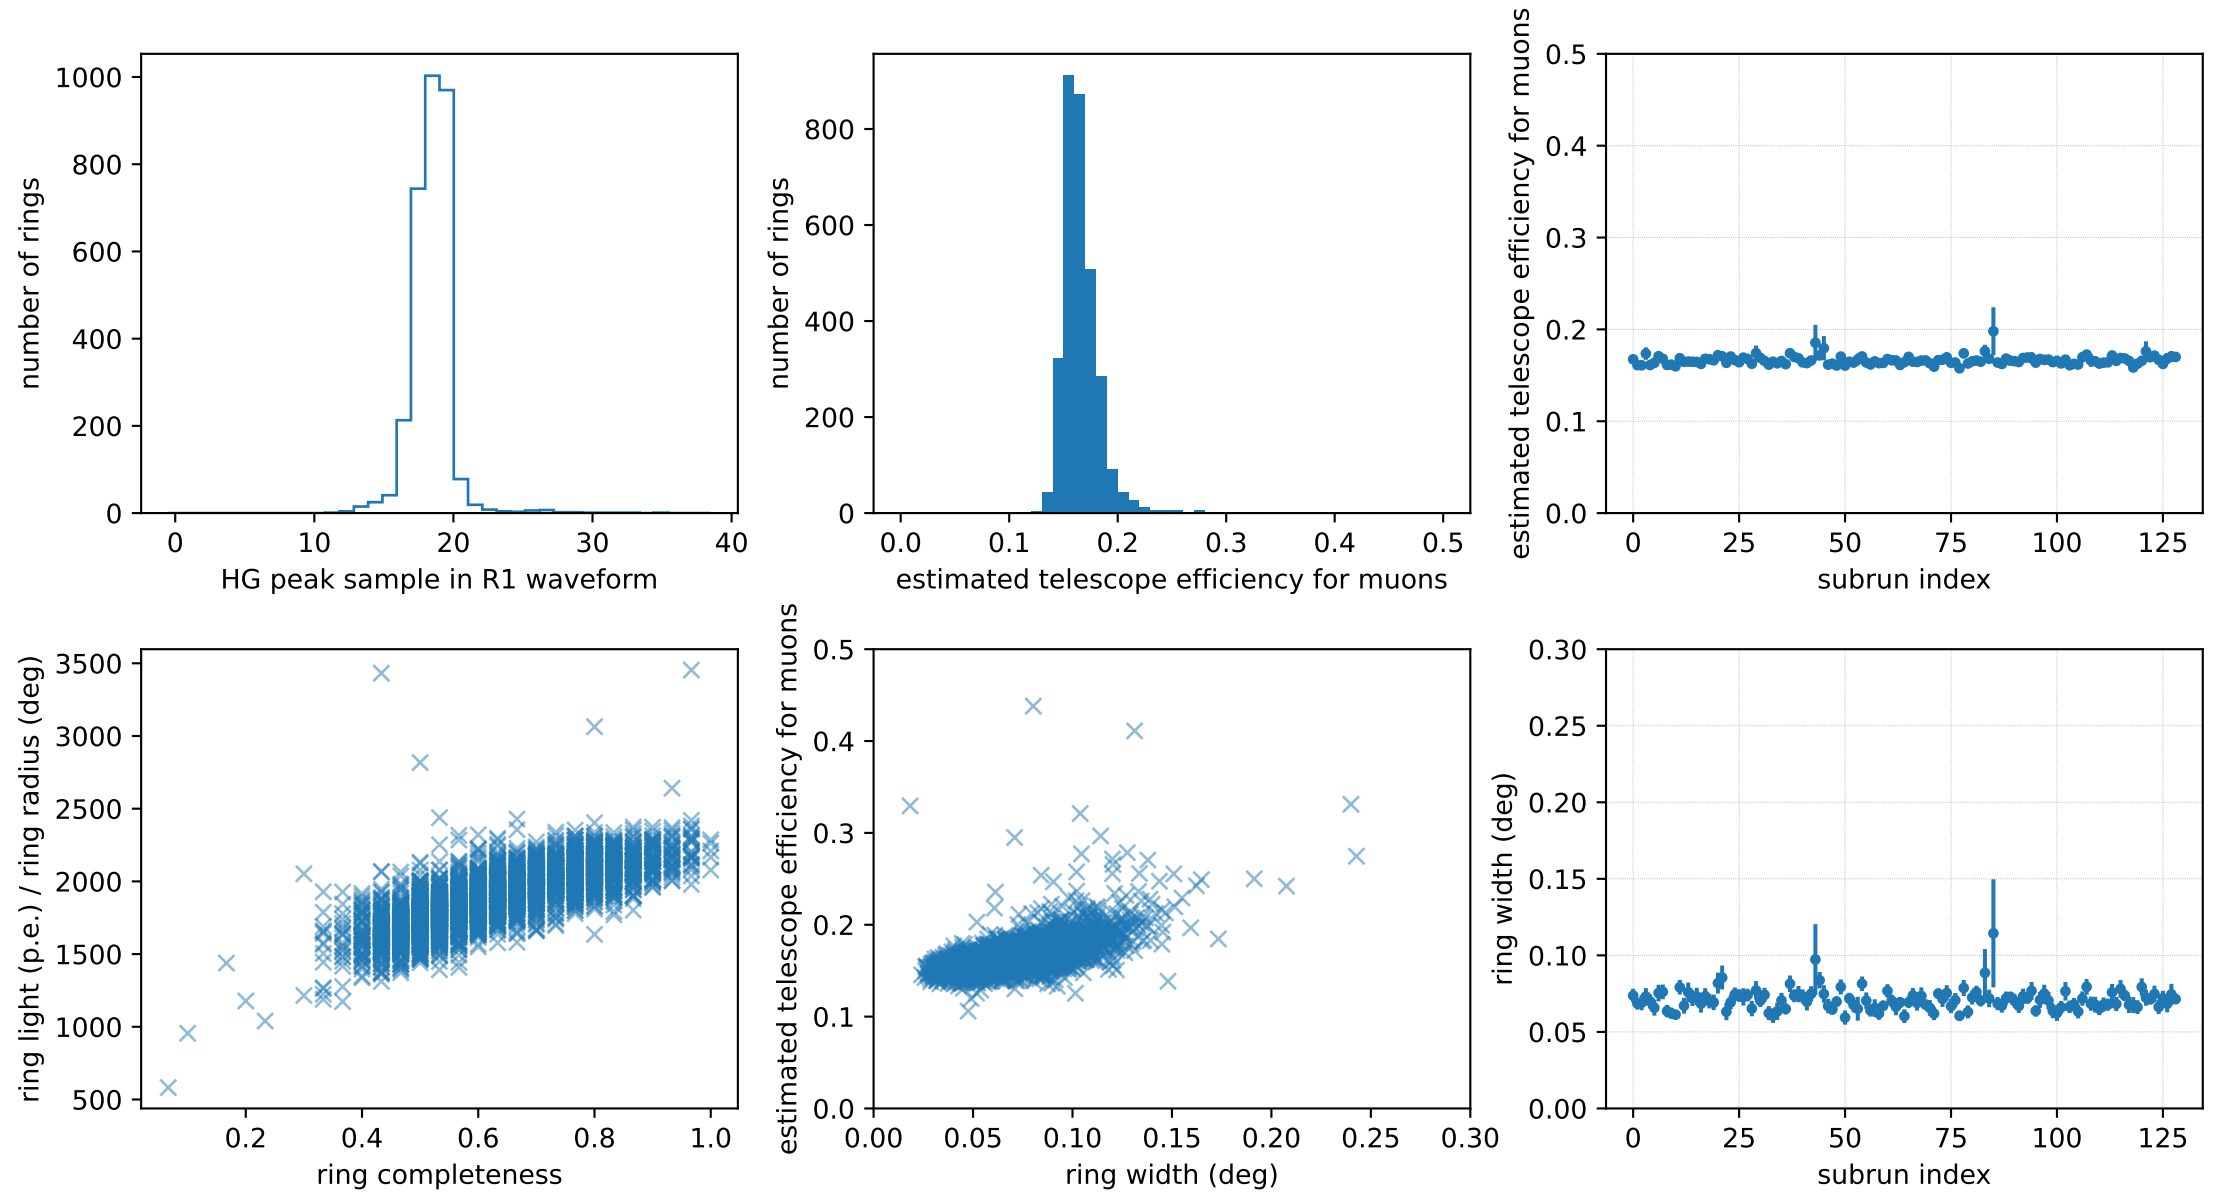 1000
800
600
400
200
0
number of rings
0 10 20 30 40
HG peak sample in R1 waveform
800
600
400
200
0
number of rings
0.0 0.1 0.2 0.3 0.4 0.5
estimated telescope efficiency for muons
0.5
0.4
0.3
0.2
0.1
0.0
estimated telescope efficiency for muons
0 25 50 75 100 125
subrun index
3500
3000
2500
2000
1500
1000
500
ring light (p.e.) / ring radius (deg)
0.2 0.4 0.6 0.8 1.0
ring completeness
0.5
0.4
0.3
0.2
0.1
0.0
estimated telescope efficiency for muons
0.00 0.05 0.10 0.15 0.20 0.25 0.30
ring width (deg)
0.30
0.25
0.20
0.15
0.10
0.05
0.00
ring width (deg)
0 25 50 75 100 125
subrun index